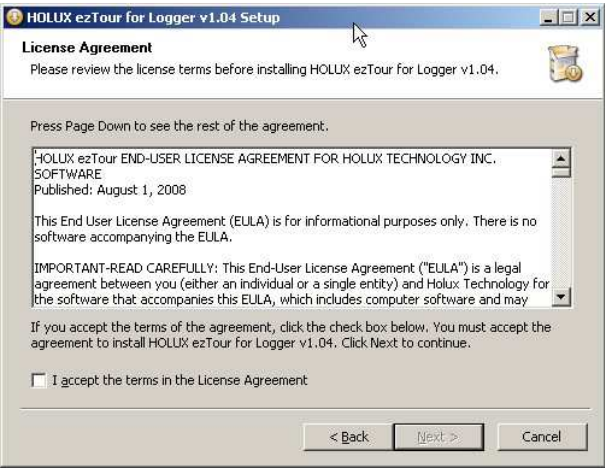 HOLUX ezTour for Logger v1.04 Setup
License Agreement
Please review the license terms before installing HOLUX ezTour for Logger v1.04.
Press Page Down to see the rest of the agreement.
HOLUX ezTour END-USER LICENSE AGREEMENT FOR HOLUX TECHNOLOGY INC.
SOFTWARE
Published: August 1, 2008
This End User License Agreement (EULA) is for informational purposes only. There is no
software accompanying the EULA.
IMPORTANT-READ CAREFULLY: This End-User License Agreement ("EULA") is a legal
agreement between you (either an individual or a single entity) and Holux Technology for
the software that accompanies this EULA, which includes computer software and may
If you accept the terms of the agreement, click the check box below. You must accept the
agreement to install HOLUX ezTour for Logger v1.04. Click Next to continue.
I accept the terms in the License Agreement
< Back Next > Cancel